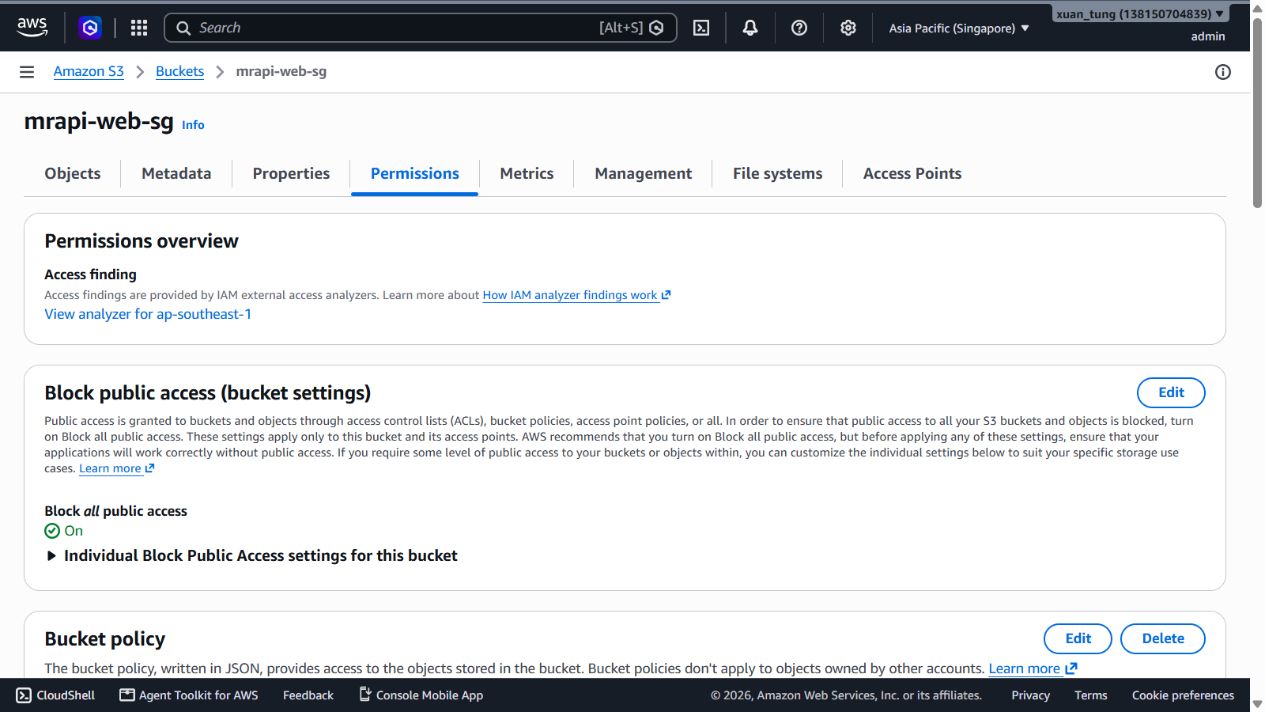 aws
Search [Alt+S]
Asia Pacific (Singapore)
xuan_tung (138150704839)
admin
Amazon S3
Buckets
mrapi-web-sg
mrapi-web-sg Info
Objects
Metadata
Properties
Permissions
Metrics
Management
File systems
Access Points
Permissions overview
Access finding
Access findings are provided by IAM external access analyzers. Learn more about How IAM analyzer findings work
View analyzer for ap-southeast-1
Block public access (bucket settings)
Edit
Public access is granted to buckets and objects through access control lists (ACLs), bucket policies, access point policies, or all. In order to ensure that public access to all your S3 buckets and objects is blocked, turn
on Block all public access. These settings apply only to this bucket and its access points. AWS recommends that you turn on Block all public access, but before applying any of these settings, ensure that your
applications will work correctly without public access. If you require some level of public access to your buckets or objects within, you can customize the individual settings below to suit your specific storage use
cases. Learn more
Block all public access
On
Individual Block Public Access settings for this bucket
Bucket policy
Edit
Delete
The bucket policy, written in JSON, provides access to the objects stored in the bucket. Bucket policies don't apply to objects owned by other accounts. Learn more
CloudShell
Agent Toolkit for AWS
Feedback
Console Mobile App
© 2026, Amazon Web Services, Inc. or its affiliates.
Privacy
Terms
Cookie preferences